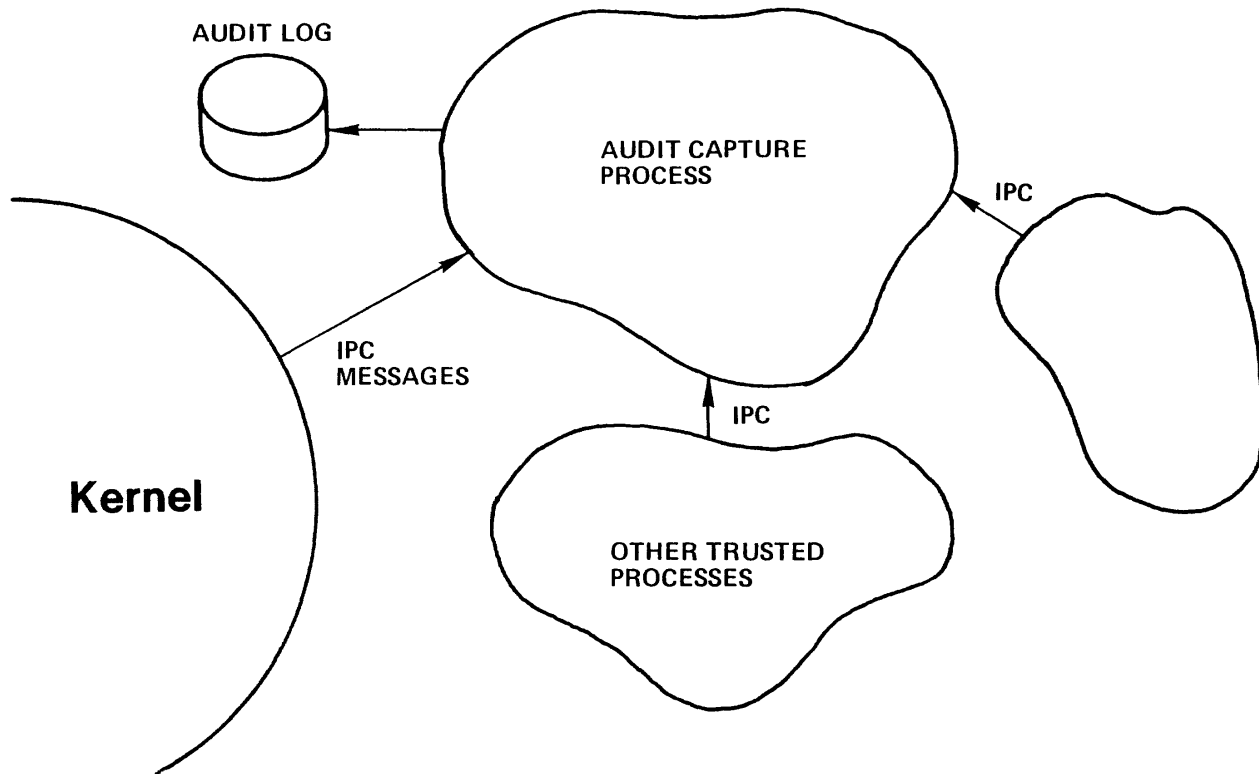 AUDIT LOG
AUDIT CAPTURE
PROCESS
IPC
IPC
MESSAGES
IPC
Kernel
OTHER TRUSTED
PROCESSES